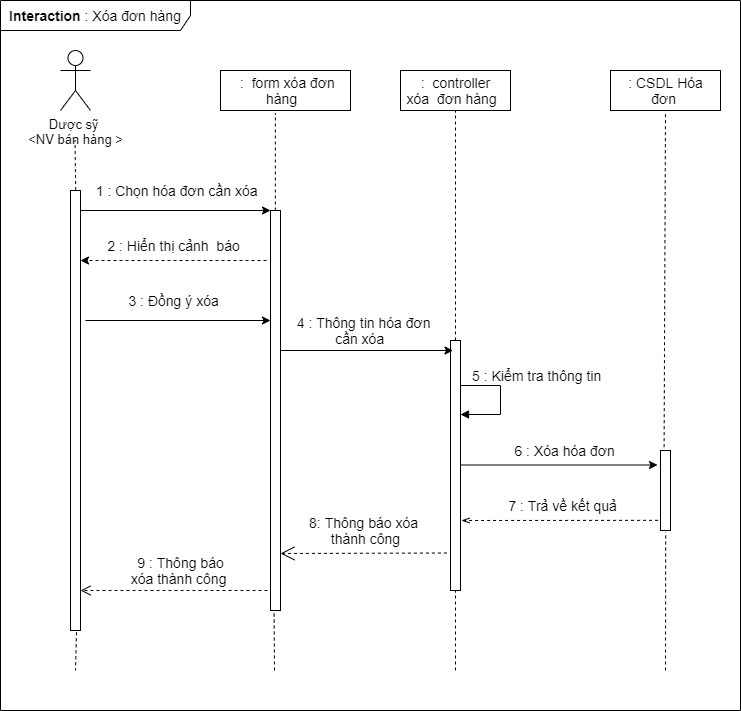 Interaction : Xóa đơn hàng
Dược sỹ
<NV bán hàng >
: form xóa đơn
hàng
: controller
xóa đơn hàng
: CSDL Hóa
đơn
1 : Chọn hóa đơn cần xóa
2 : Hiển thị cảnh báo
3 : Đồng ý xóa
4 : Thông tin hóa đơn
cần xóa
5 : Kiểm tra thông tin
6 : Xóa hóa đơn
7 : Trả về kết quả
8: Thông báo xóa
thành công
9 : Thông báo
xóa thành công